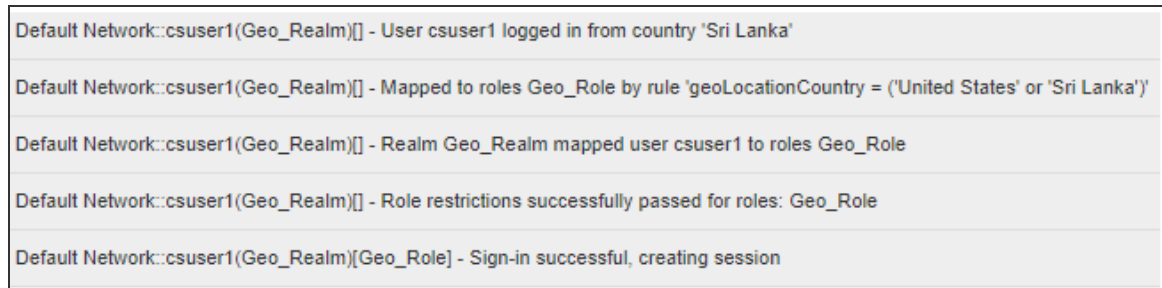 Default Network::csuser1(Geo_Realm)[] - User csuser1 logged in from country 'Sri Lanka'
Default Network::csuser1(Geo_Realm)[] - Mapped to roles Geo_Role by rule 'geoLocationCountry = ('United States' or 'Sri Lanka')'
Default Network::csuser1(Geo_Realm)[] - Realm Geo_Realm mapped user csuser1 to roles Geo_Role
Default Network::csuser1(Geo_Realm)[] - Role restrictions successfully passed for roles: Geo_Role
Default Network::csuser1(Geo_Realm)[Geo_Role] - Sign-in successful, creating session